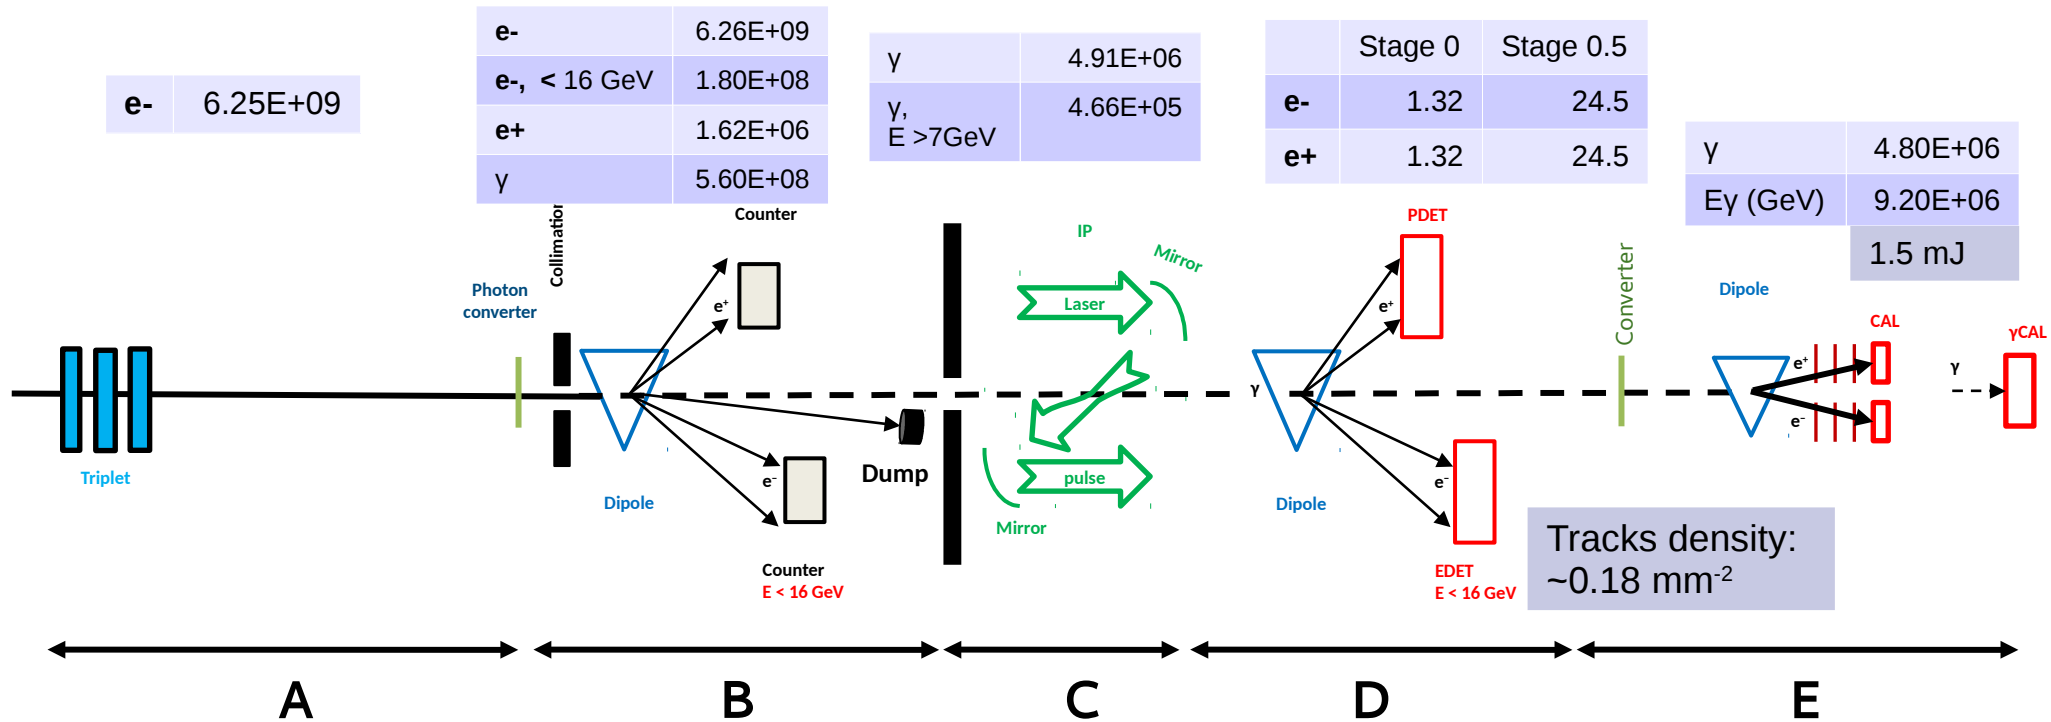 e- 6.25E+09
e- 6.26E+09
e-, < 16 GeV 1.80E+08
e+ 1.62E+06
γ 5.60E+08
γ 4.91E+06
γ, 4.66E+05
E >7GeV
Stage 0 Stage 0.5
e- 1.32 24.5
e+ 1.32 24.5
γ 4.80E+06
Eγ (GeV) 9.20E+06
1.5 mJ
Collimation
Counter
Photon
converter
e⁺
Triplet
Dipole
e⁻
Counter
E < 16 GeV
Dump
IP
Mirror
Laser
pulse
Mirror
PDET
γ
e⁺
Dipole
e⁻
EDET
E < 16 GeV
Converter
Dipole
CAL
γCAL
e⁺
e⁻
γ
Tracks density:
~0.18 mm⁻²
A B C D E